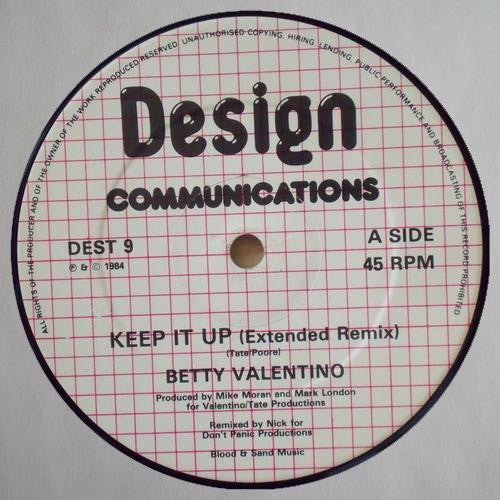 ALL RIGHTS OF THE PRODUCER AND OF THE OWNER OF THE WORK REPRODUCED RESERVED. UNAUTHORISED COPYING, HIRING, LENDING, PUBLIC PERFORMANCE AND BROADCASTING OF THIS RECORD PROHIBITED
Design
COMMUNICATIONS
DEST 9
A SIDE
℗ & © 1984
45 RPM
KEEP IT UP (Extended Remix)
(Tate/Poore)
BETTY VALENTINO
Produced by Mike Moran and Mark London
for Valentino/Tate Productions
Remixed by Nick for
Don't Panic Productions
Blood & Sand Music